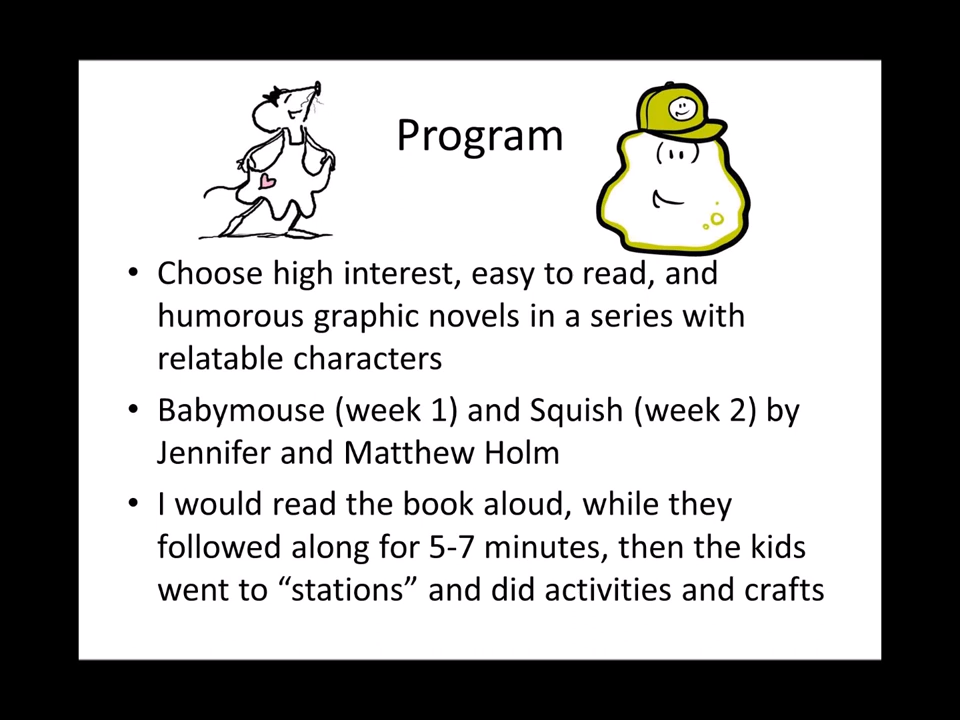 Program
• Choose high interest, easy to read, and
humorous graphic novels in a series with
relatable characters
• Babymouse (week 1) and Squish (week 2) by
Jennifer and Matthew Holm
• I would read the book aloud, while they
followed along for 5-7 minutes, then the kids
went to “stations” and did activities and crafts